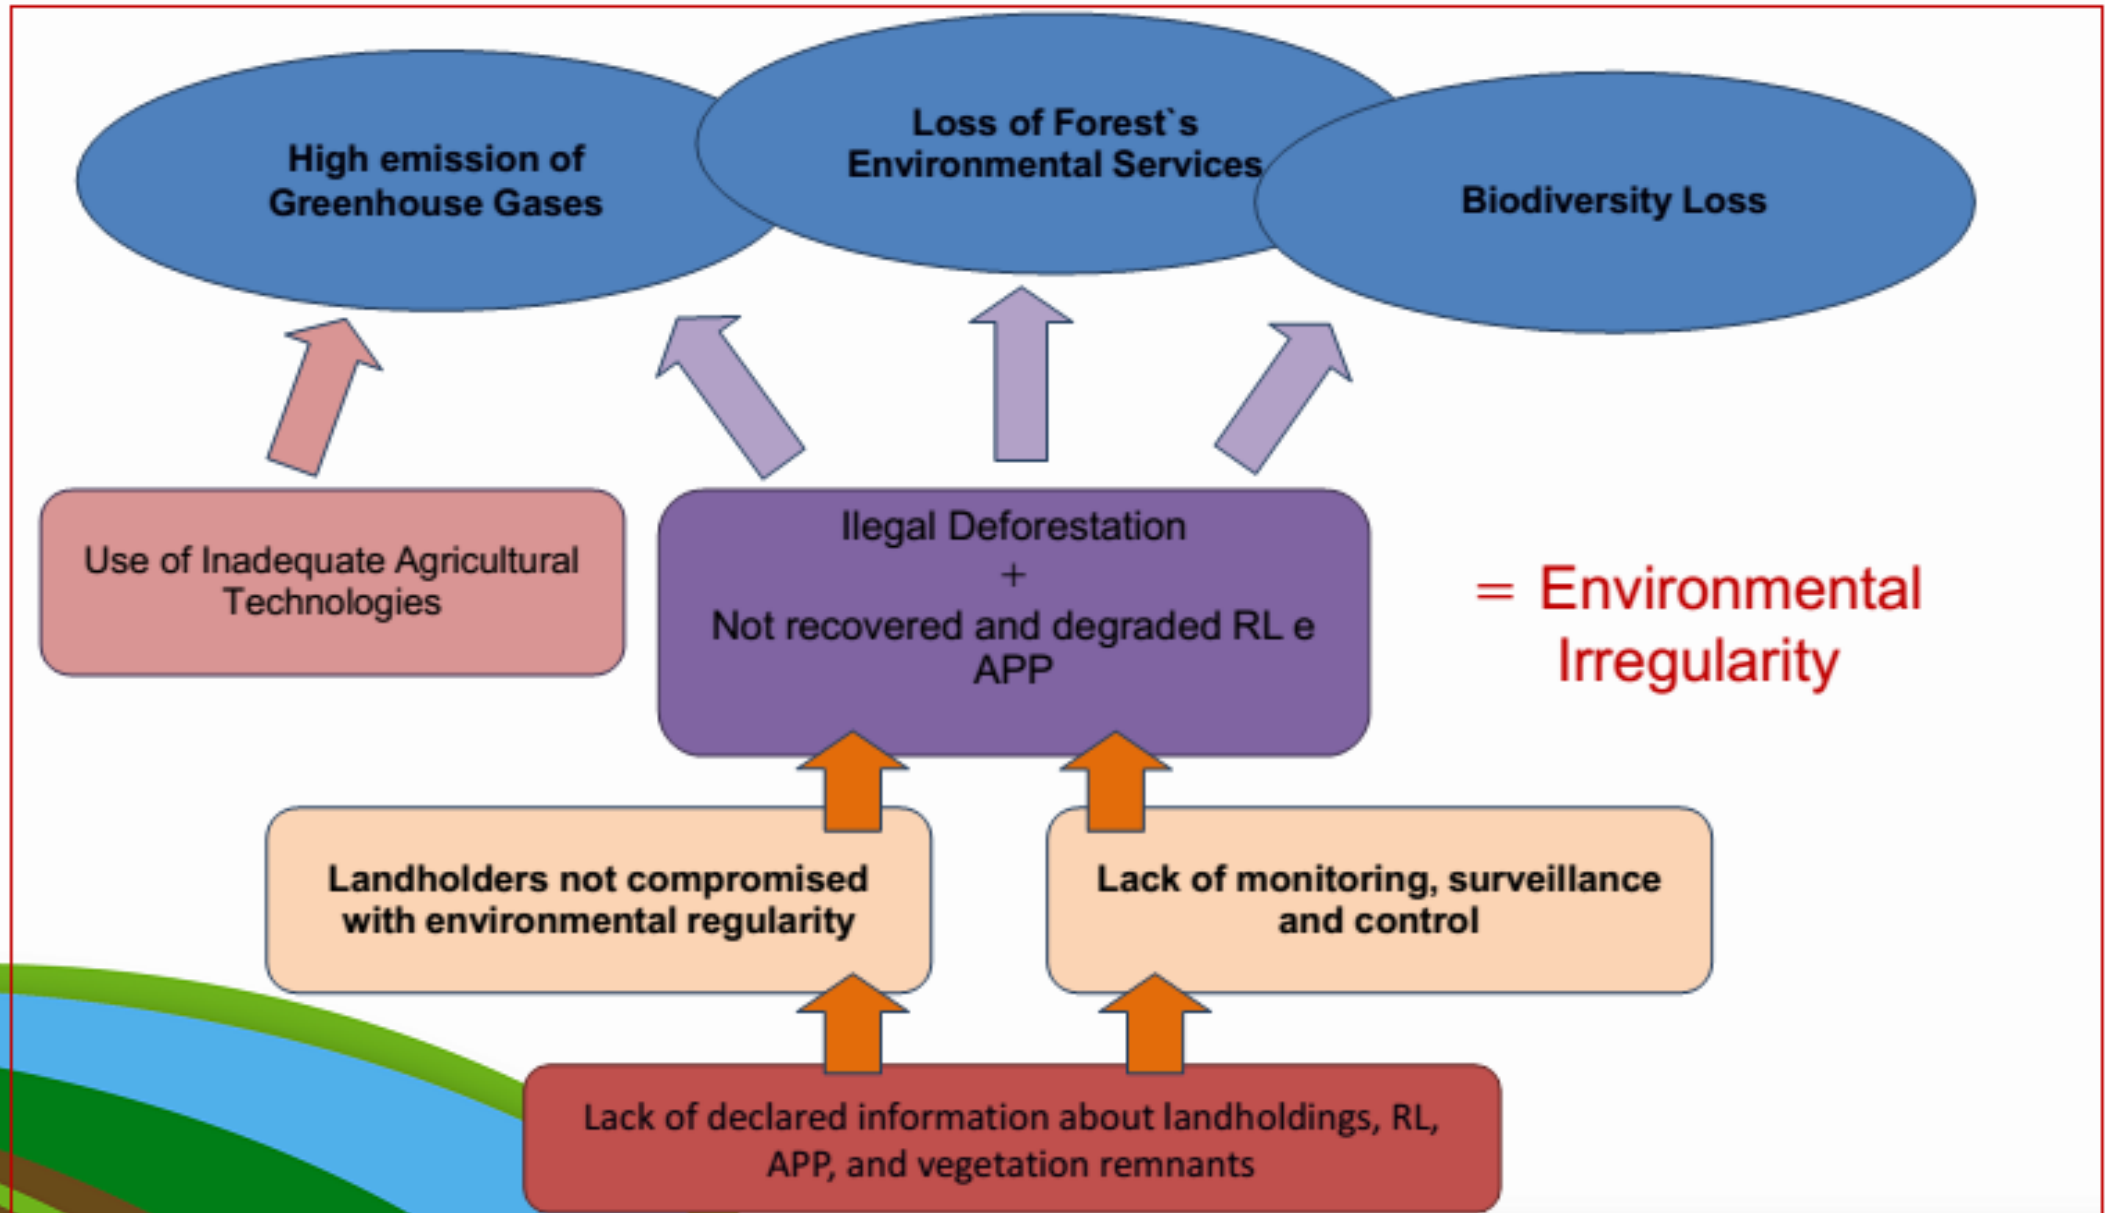 High emission of
Greenhouse Gases
Loss of Forest`s
Environmental Services
Biodiversity Loss
Use of Inadequate Agricultural
Technologies
Ilegal Deforestation
+
Not recovered and degraded RL e
APP
= Environmental
Irregularity
Landholders not compromised
with environmental regularity
Lack of monitoring, surveillance
and control
Lack of declared information about landholdings, RL,
APP, and vegetation remnants